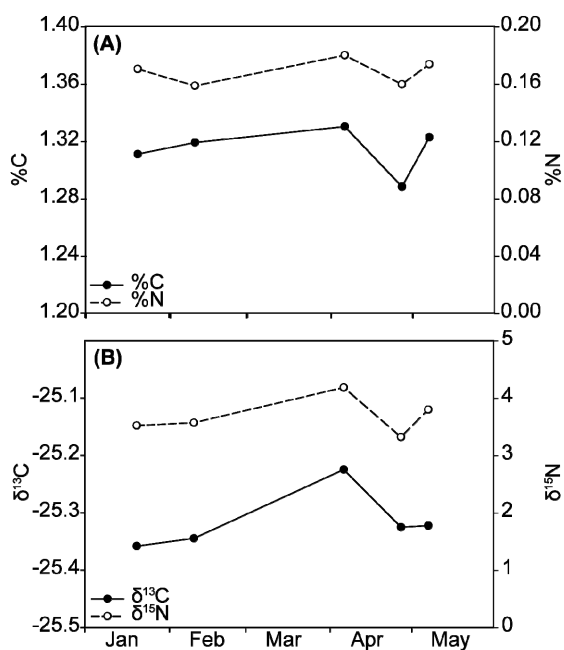 (A)
1.40
1.36
1.32
1.28
1.24
1.20
%C
0.20
0.16
0.12
0.08
0.04
0.00
%N
%C
%N
(B)
-25.1
-25.2
-25.3
-25.4
-25.5
δ¹³C
5
4
3
2
1
0
δ¹⁵N
δ¹³C
δ¹⁵N
Jan Feb Mar Apr May